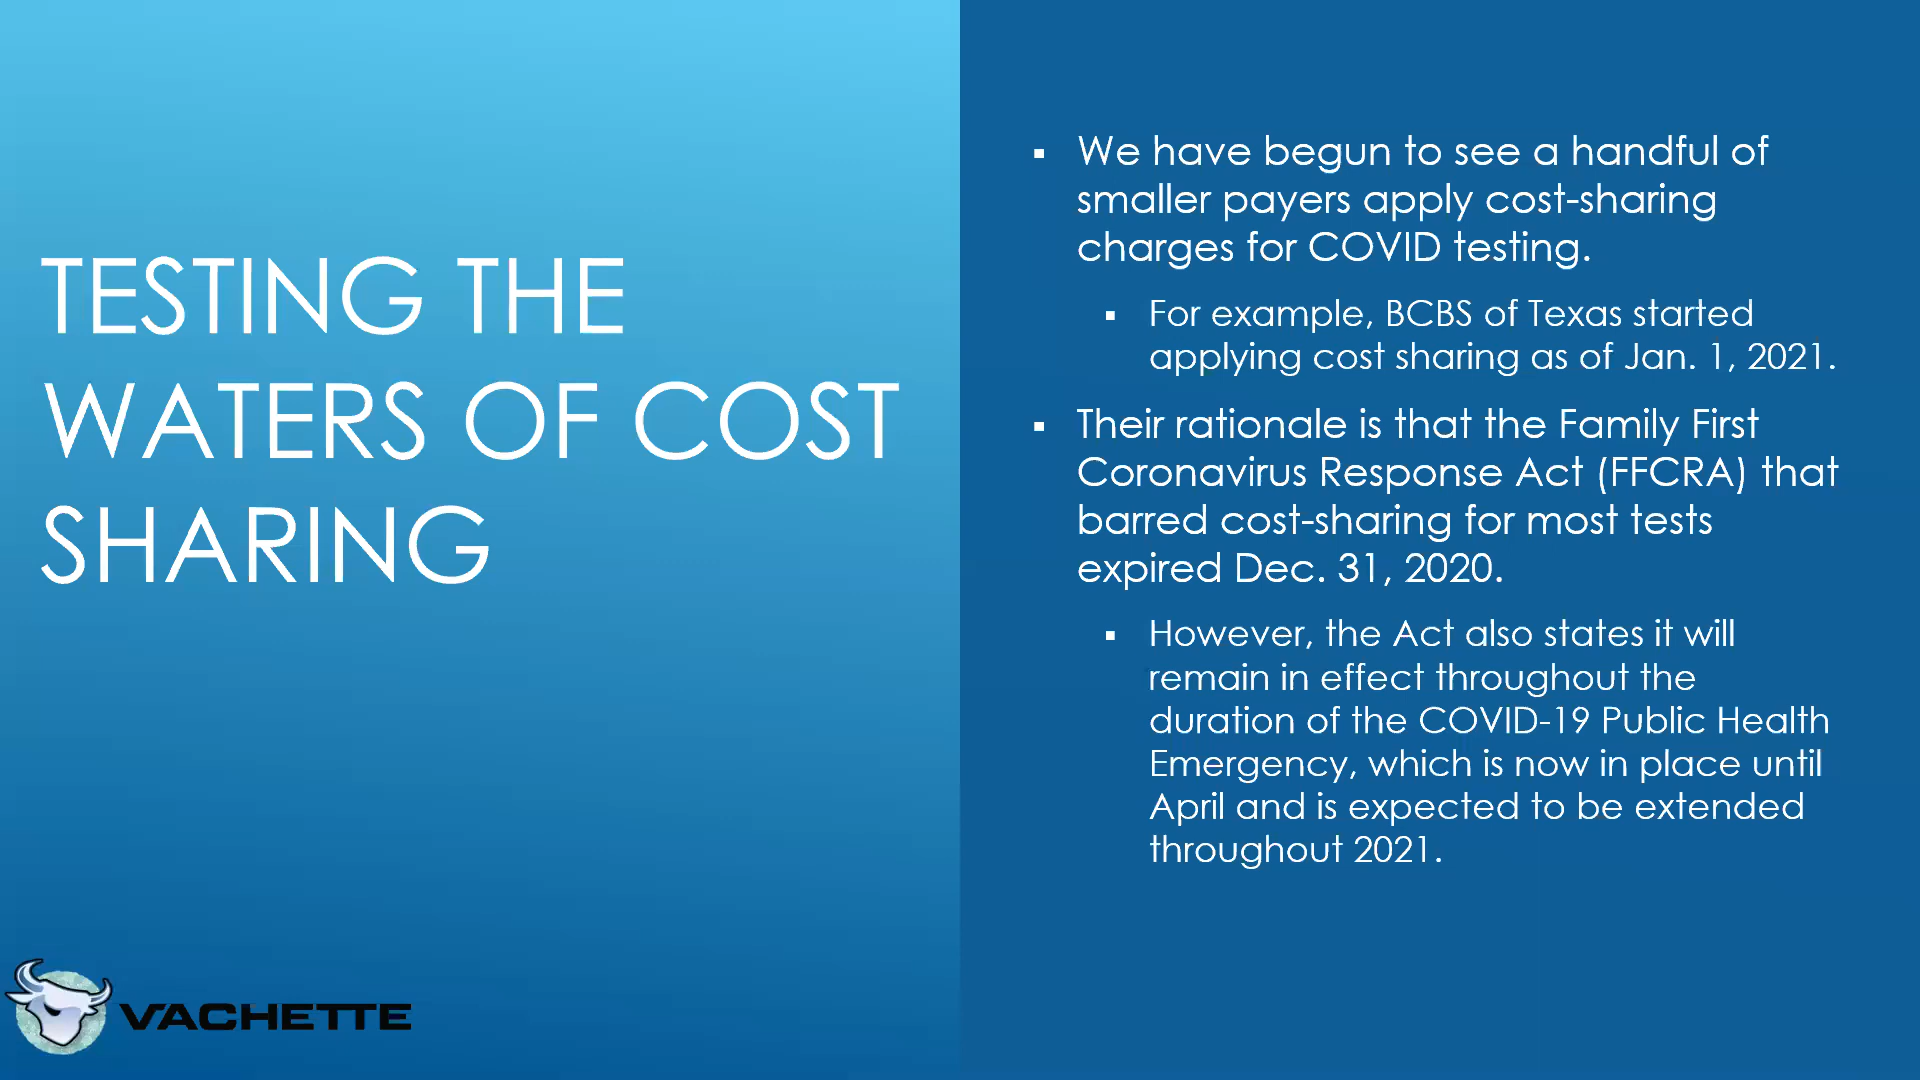 TESTING THE
WATERS OF COST
SHARING
We have begun to see a handful of
smaller payers apply cost-sharing
charges for COVID testing.
For example, BCBS of Texas started
applying cost sharing as of Jan. 1, 2021.
Their rationale is that the Family First
Coronavirus Response Act (FFCRA) that
barred cost-sharing for most tests
expired Dec. 31, 2020.
However, the Act also states it will
remain in effect throughout the
duration of the COVID-19 Public Health
Emergency, which is now in place until
April and is expected to be extended
throughout 2021.
VACHETTE